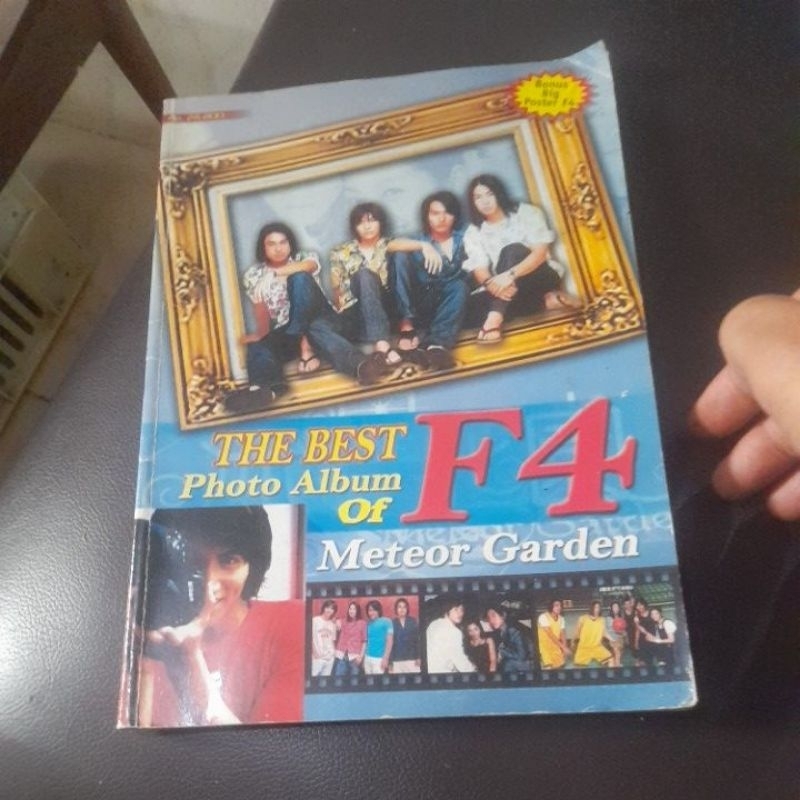 Bonus
Big
Poster F4
THE BEST
Photo Album
Of
F4
Meteor Garden